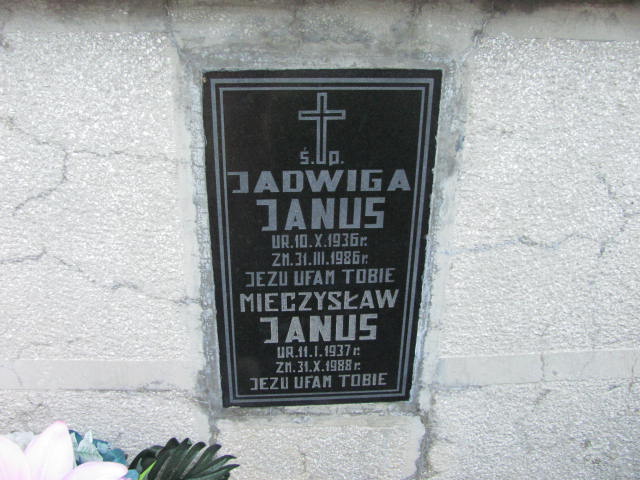 ś.p.
JADWIGA
JANUS
UR.10.X.1936r.
ZM.31.III.1986r.
JEZU UFAM TOBIE
MIECZYSŁAW
JANUS
UR.11.I.1937r.
ZM.31.X.1988r.
JEZU UFAM TOBIE